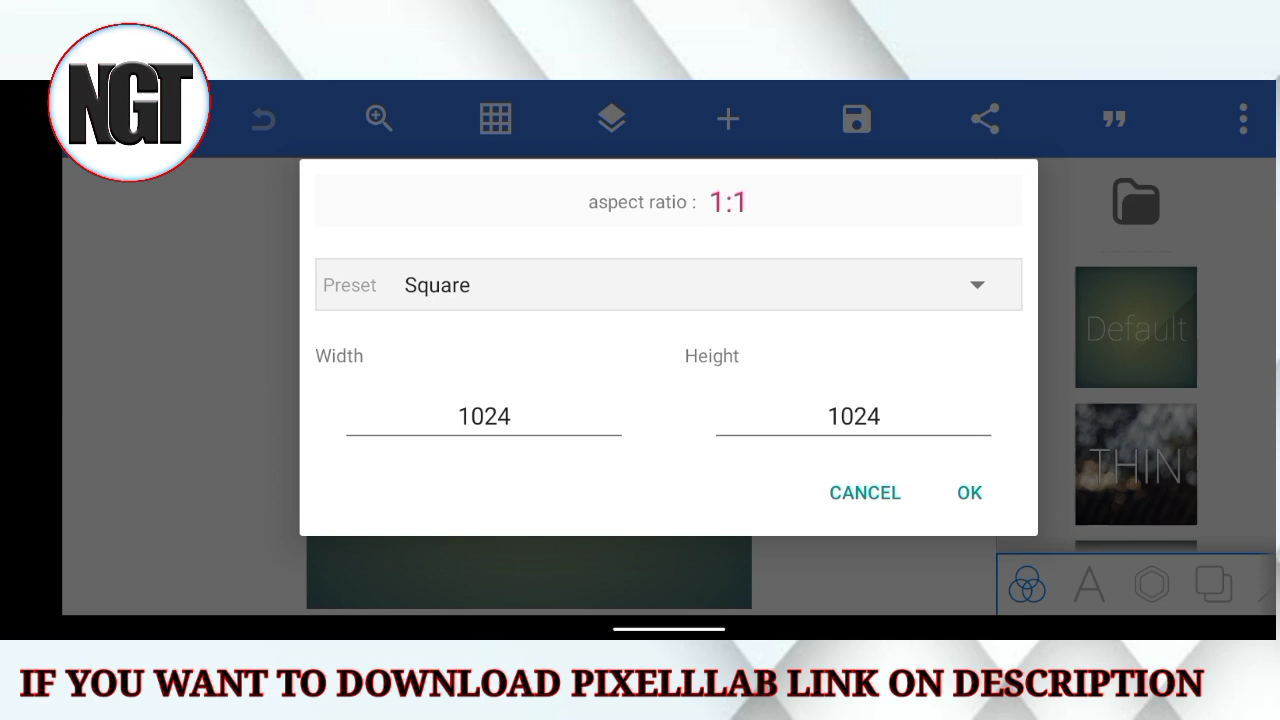 NGT
aspect ratio : 1:1
Preset Square
Width Height
1024 1024
CANCEL OK
Default
THIN
IF YOU WANT TO DOWNLOAD PIXELLLAB LINK ON DESCRIPTION